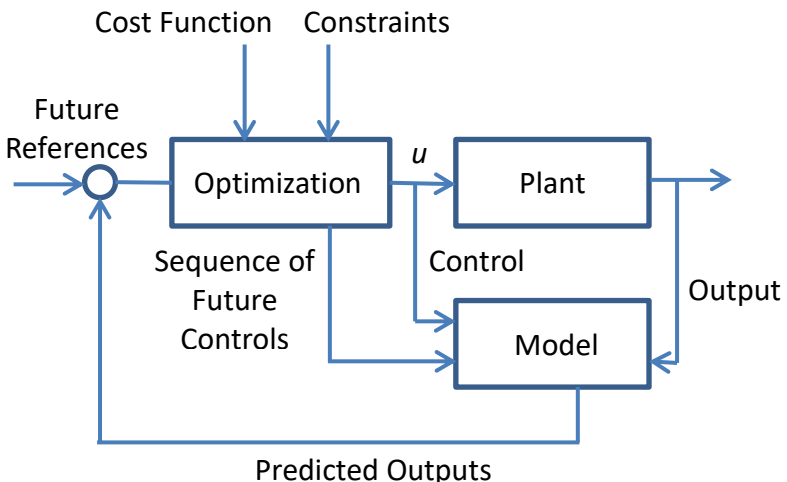 Cost Function
Constraints
Future
References
Optimization
u
Plant
Sequence of
Future
Controls
Control
Output
Model
Predicted Outputs